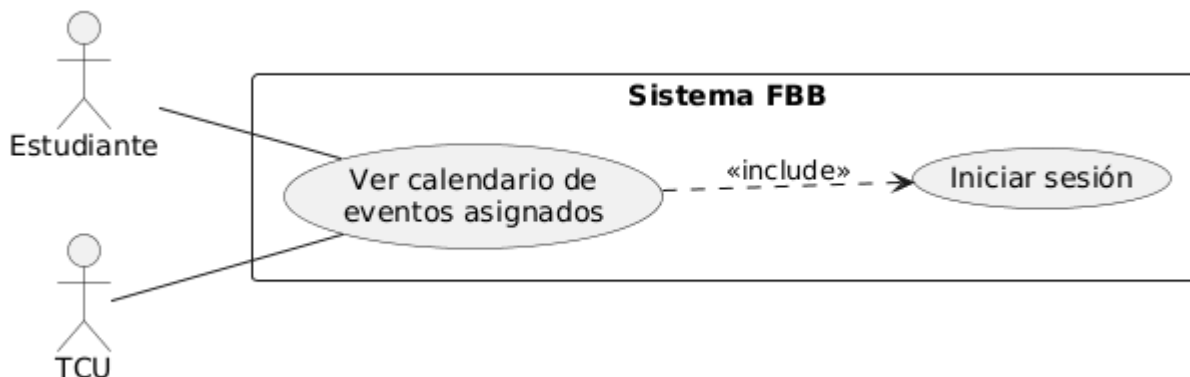 Sistema FBB
Estudiante
Ver calendario de
eventos asignados
«include»
Iniciar sesión
TCU